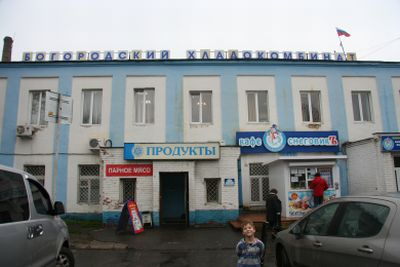 БОГОРОДСКИЙ ХЛАДОКОМБИНАТ
ПРОДУКТЫ
КАФЕ СНЕГОВИК
ПАРНОЕ МЯСО